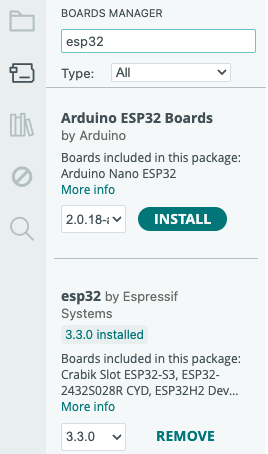 BOARDS MANAGER
esp32
Type: All
Arduino ESP32 Boards
by Arduino
Boards included in this package:
Arduino Nano ESP32
More info
2.0.18-a INSTALL
esp32 by Espressif
Systems
3.3.0 installed
Boards included in this package:
Crabik Slot ESP32-S3, ESP32-
2432S028R CYD, ESP32H2 Dev...
More info
3.3.0 REMOVE